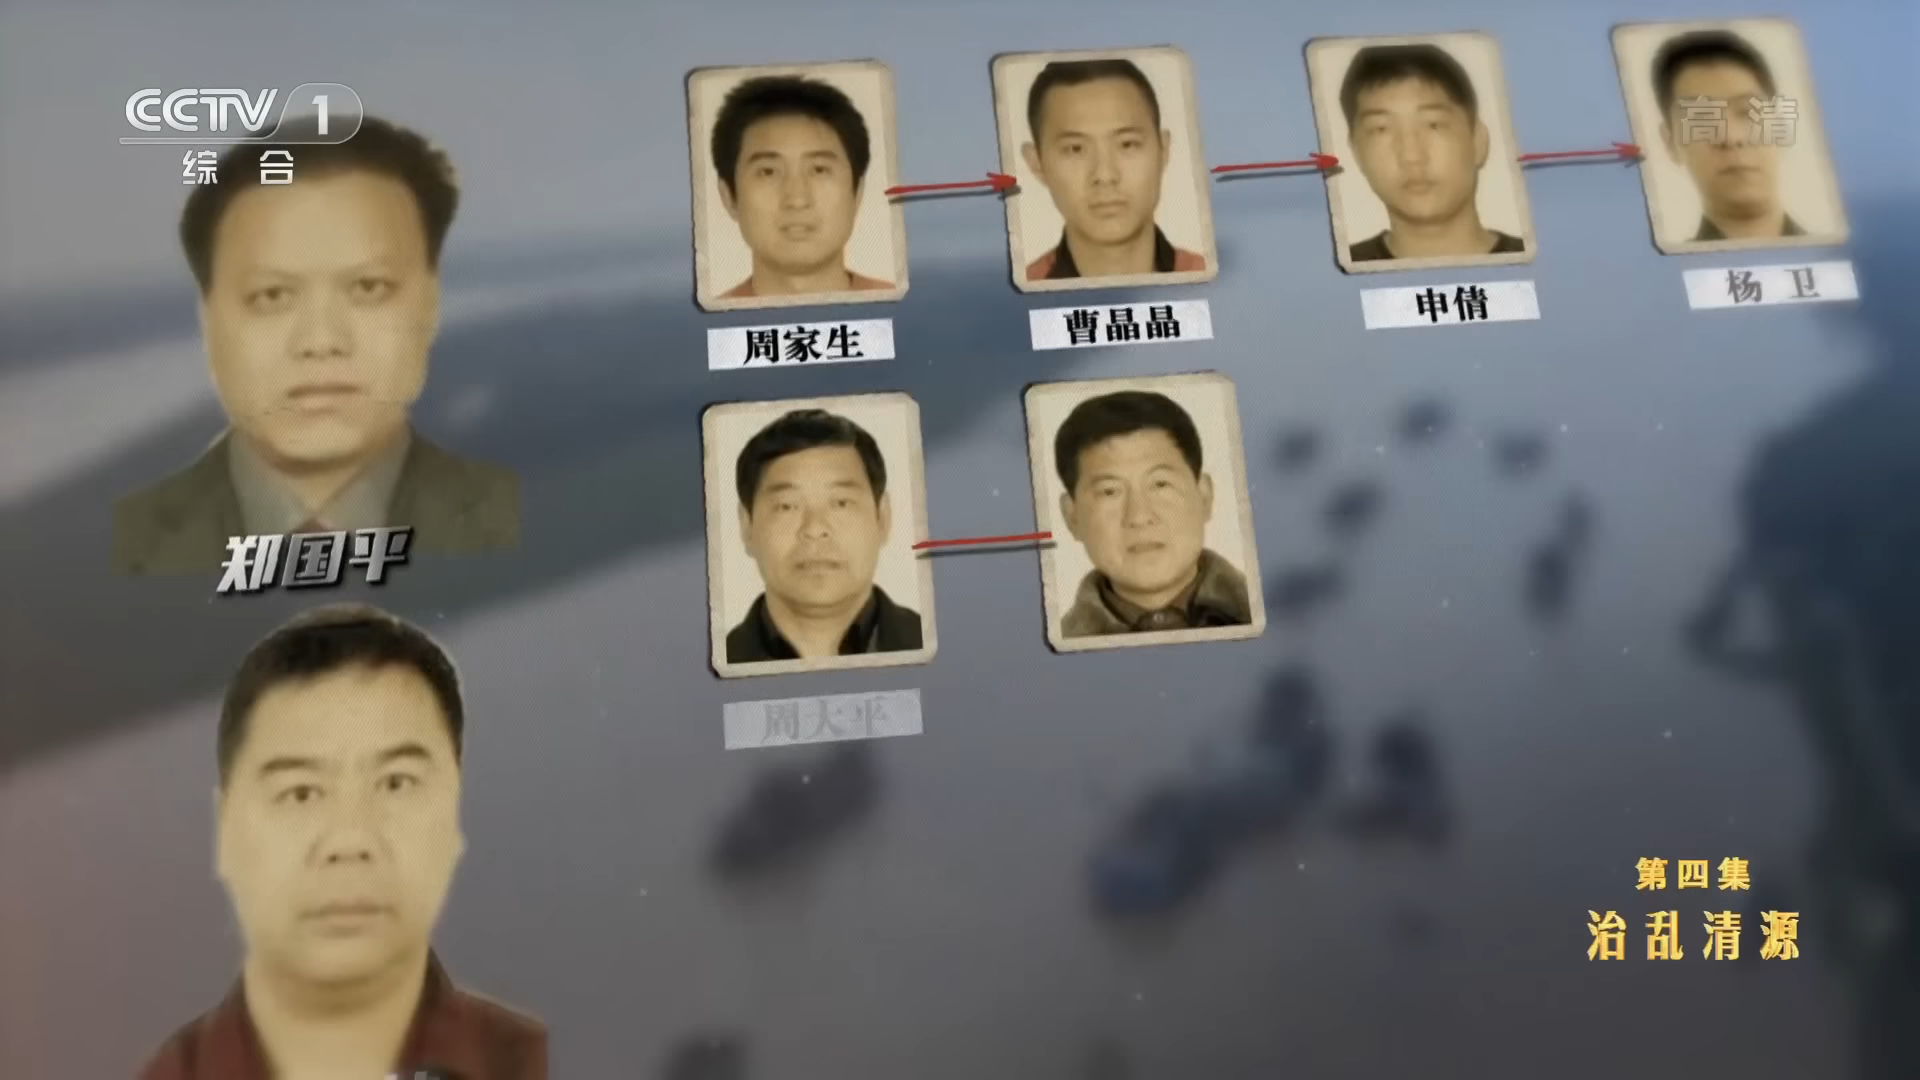 CCTV 1
综合
高清
周家生
曹晶晶
申倩
杨卫
郑国平
周大平
第四集
治乱清源